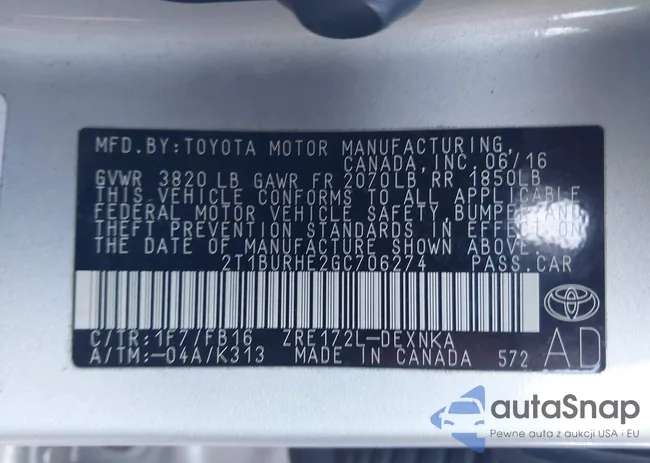 MFD. BY: TOYOTA MOTOR MANUFACTURING,
CANADA, INC. 06/16
GVWR 3820 LB GAWR FR 2070LB RR 1850LB
THIS VEHICLE CONFORMS TO ALL APPLICABLE
FEDERAL MOTOR VEHICLE SAFETY, BUMPER, AND
THEFT PREVENTION STANDARDS IN EFFECT ON
THE DATE OF MANUFACTURE SHOWN ABOVE.
2T1BURHE2GC706274 PASS. CAR
C/TR: 1F7/FB16 ZRE172L-DEXNKA
A/TM: -04A/K313 MADE IN CANADA 572 AD
autaSnap
Pewne auta z aukcji USA i EU